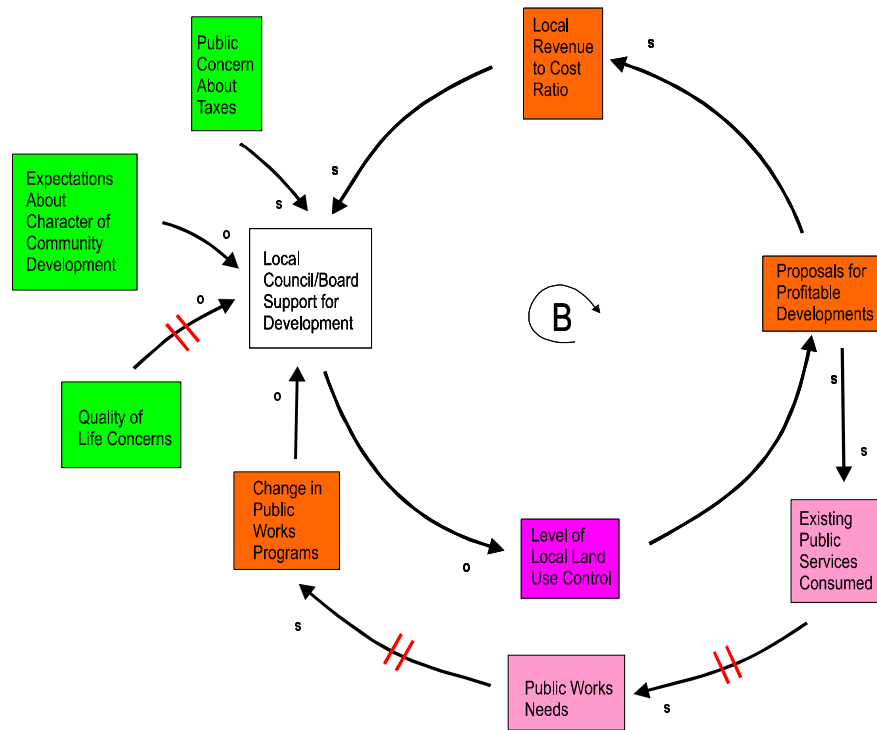 Public
Concern
About
Taxes
Local
Revenue
to Cost
Ratio
s
s
s
Expectations
About
Character of
Community
Development
o
o
Local
Council/Board
Support for
Development
B
Proposals for
Profitable
Developments
s
s
Quality of
Life Concerns
o
Change in
Public
Works
Programs
o
Level of
Local Land
Use Control
Existing
Public
Services
Consumed
s
Public Works
Needs
s